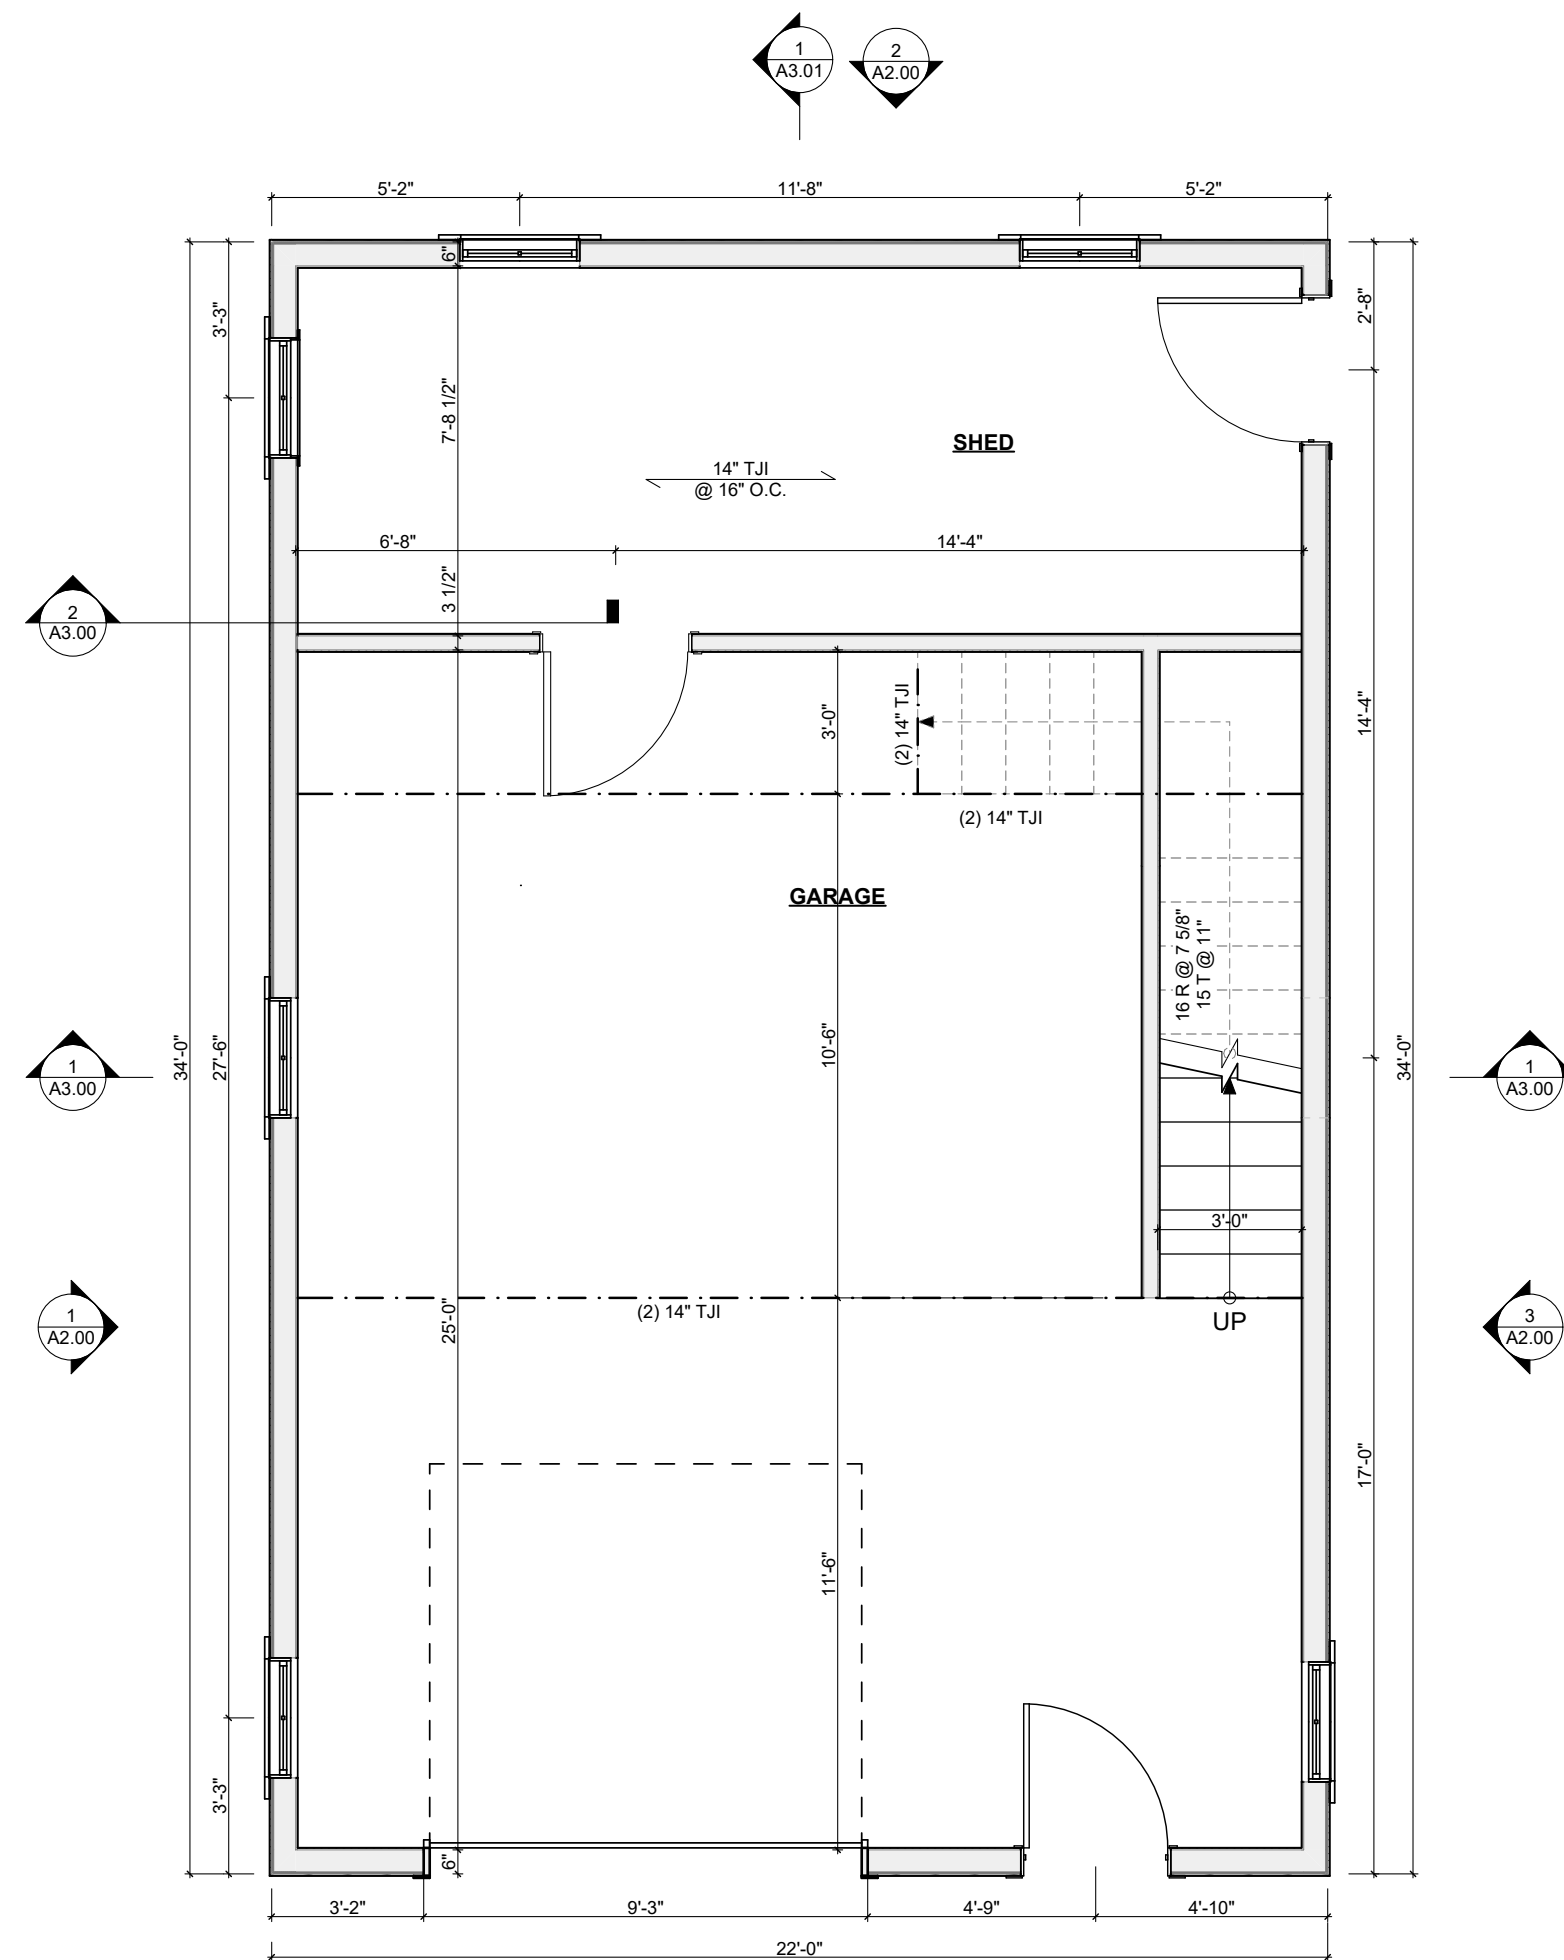 1
A3.01
2
A2.00
5'-2"
11'-8"
5'-2"
6"
3'-3"
2'-8"
7'-8 1/2"
SHED
14" TJI
@ 16" O.C.
6'-8"
14'-4"
3 1/2"
2
A3.00
(2) 14" TJI
3'-0"
14'-4"
(2) 14" TJI
GARAGE
16 R @ 7 5/8"
15 T @ 11"
34'-0"
27'-6"
10'-6"
34'-0"
1
A3.00
1
A3.00
3'-0"
25'-0"
(2) 14" TJI
UP
1
A2.00
3
A2.00
17'-0"
11'-6"
3'-3"
6"
3'-2"
9'-3"
4'-9"
4'-10"
22'-0"